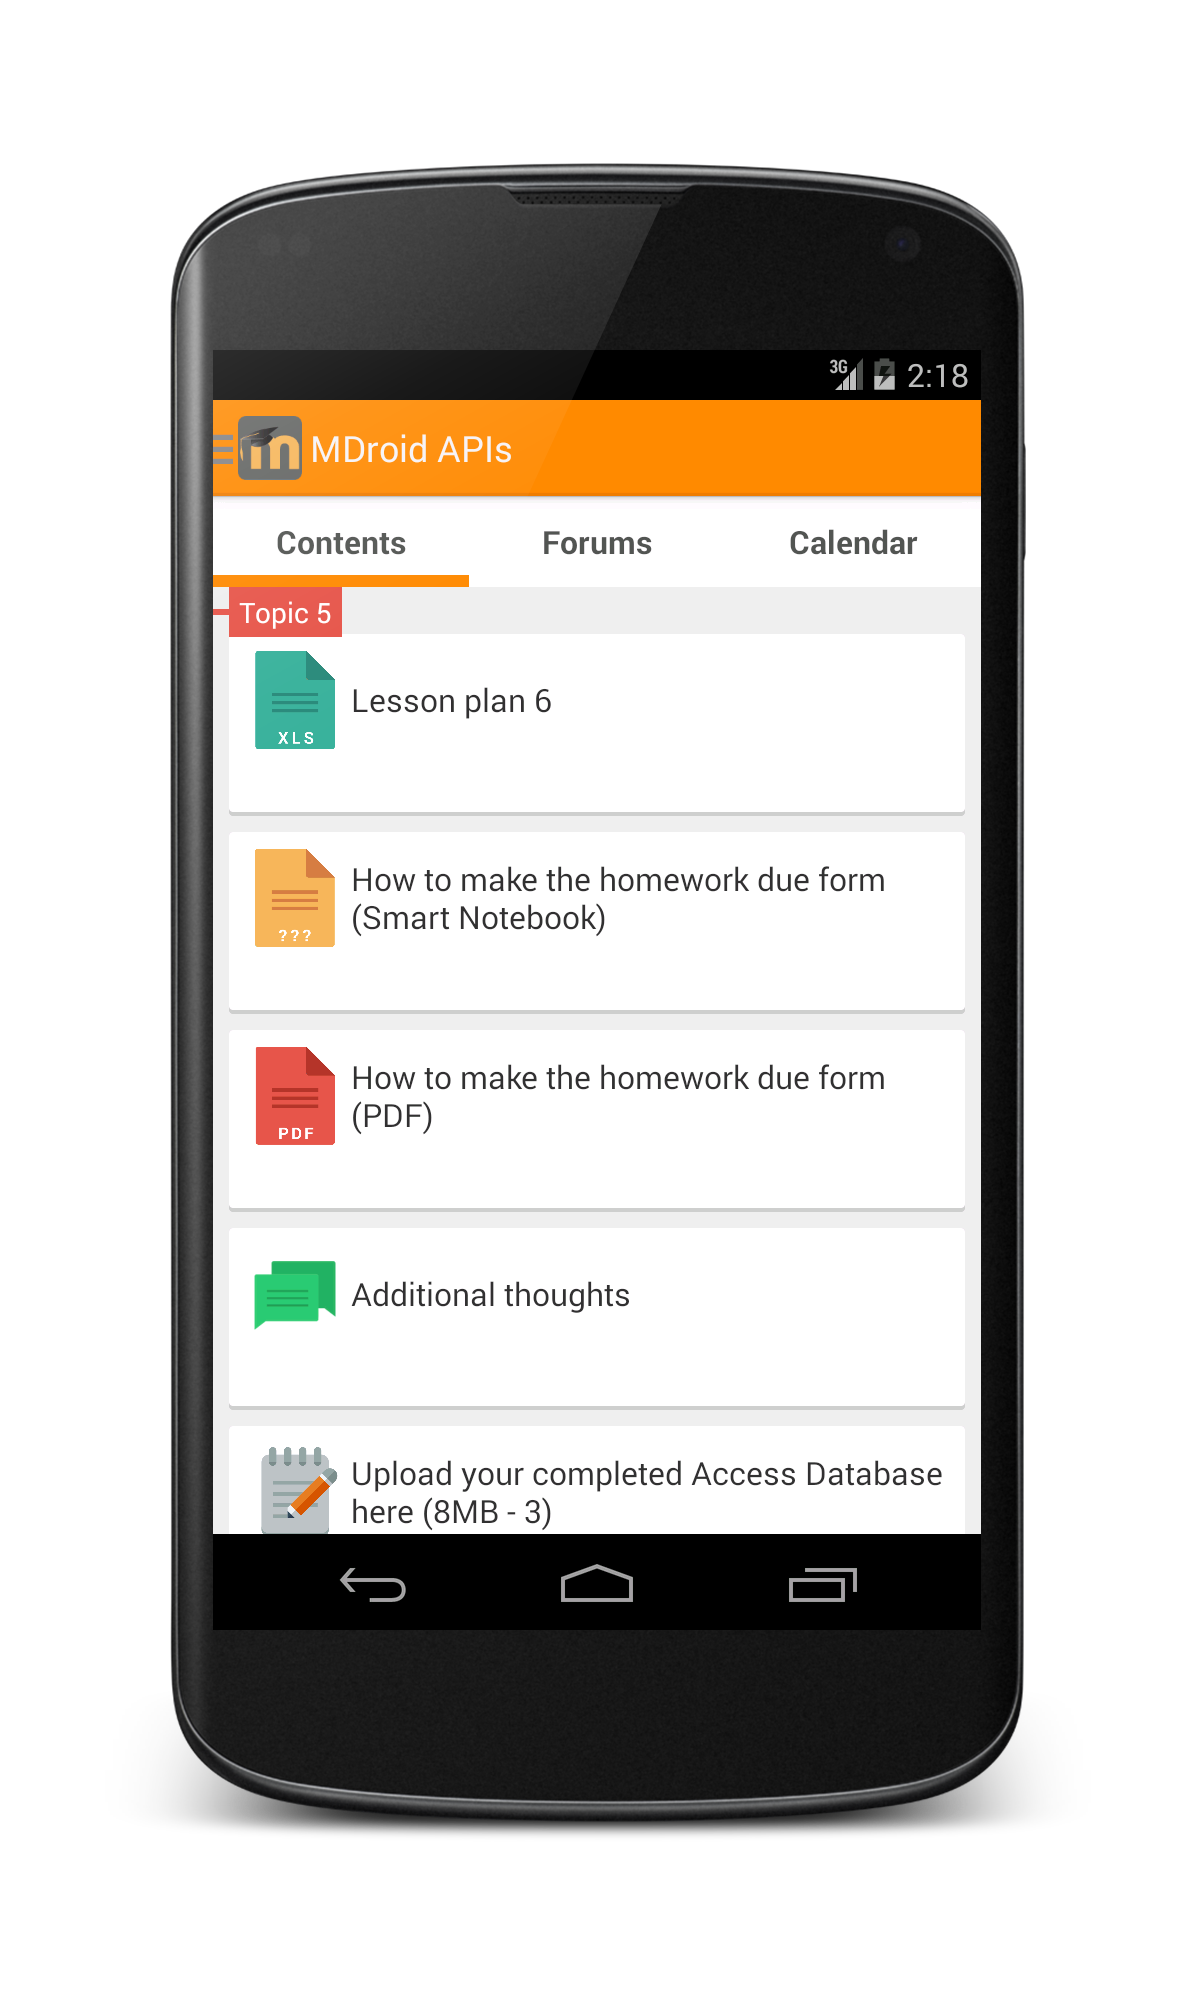 3G 2:18
m MDroid APIs
Contents Forums Calendar
Topic 5
XLS
Lesson plan 6
???
How to make the homework due form
(Smart Notebook)
PDF
How to make the homework due form
(PDF)
Additional thoughts
Upload your completed Access Database
here (8MB - 3)